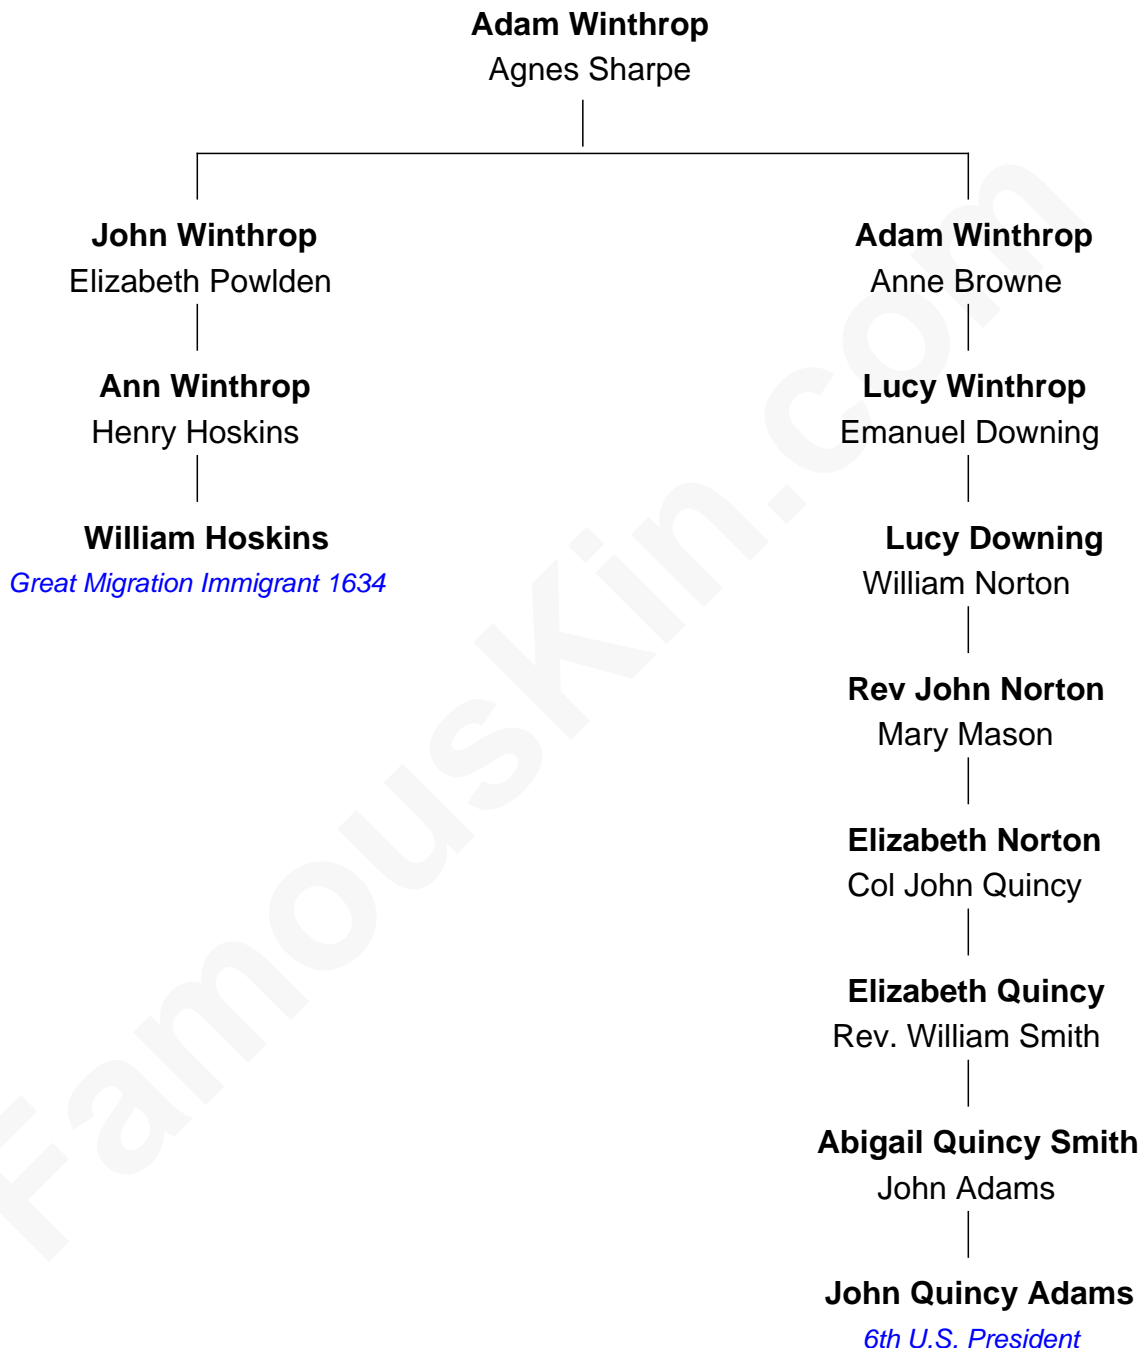 Adam Winthrop
Agnes Sharpe
John Winthrop
Elizabeth Powlden
Ann Winthrop
Henry Hoskins
William Hoskins
Great Migration Immigrant 1634
Adam Winthrop
Anne Browne
Lucy Winthrop
Emanuel Downing
Lucy Downing
William Norton
Rev John Norton
Mary Mason
Elizabeth Norton
Col John Quincy
Elizabeth Quincy
Rev. William Smith
Abigail Quincy Smith
John Adams
John Quincy Adams
6th U.S. President
FamousKin.com